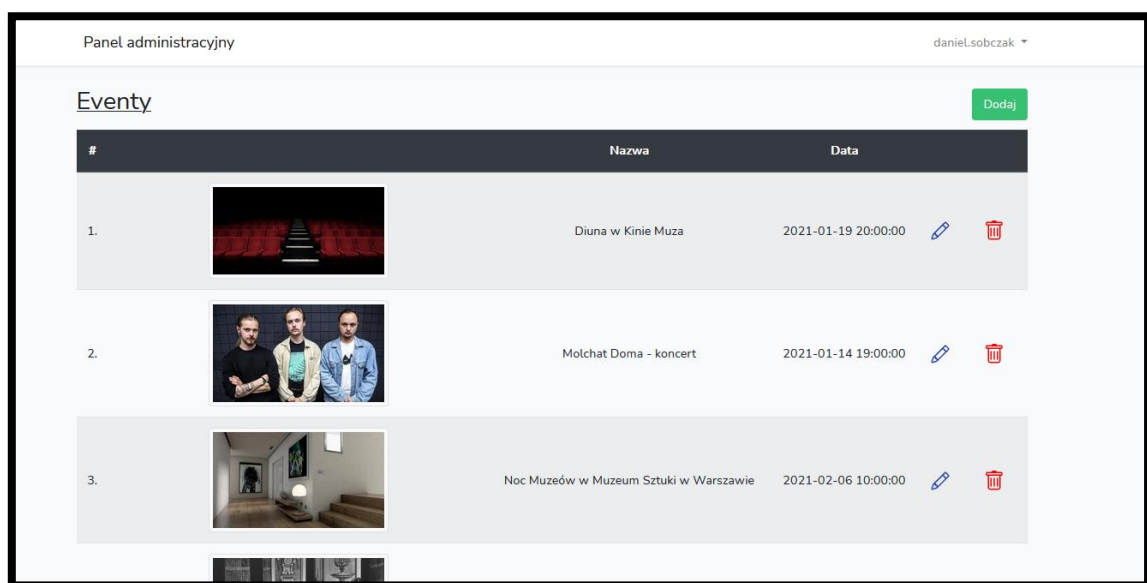 Panel administracyjny daniel.sobczak
Eventy Dodaj
# Nazwa Data
1. Diuna w Kinie Muza 2021-01-19 20:00:00
2. Molchat Doma - koncert 2021-01-14 19:00:00
3. Noc Muzeów w Muzeum Sztuki w Warszawie 2021-02-06 10:00:00